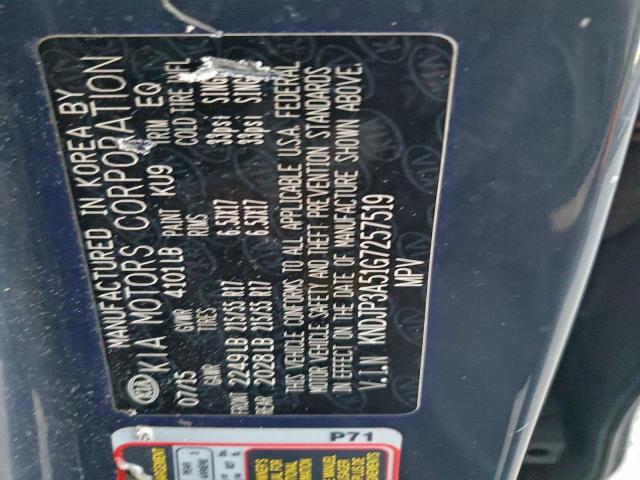 MANUFACTURED IN KOREA BY
KIA MOTORS CORPORATION
07/15 GVWR 4101LB PAINT KU9 TRIM EQ
GAWR TIRES RIMS COLD TIRE INFL
FRONT 2249LB 215/55 R17 6.5JX17 33psi SINGLE
REAR 2028LB 215/55 R17 6.5JX17 33psi SINGLE
THIS VEHICLE CONFORMS TO ALL APPLICABLE U.S.A. FEDERAL
MOTOR VEHICLE SAFETY AND THEFT PREVENTION STANDARDS
IN EFFECT ON THE DATE OF MANUFACTURE SHOWN ABOVE.
V.I.N KNDJP3A51G7257519
MPV
P71
REAR